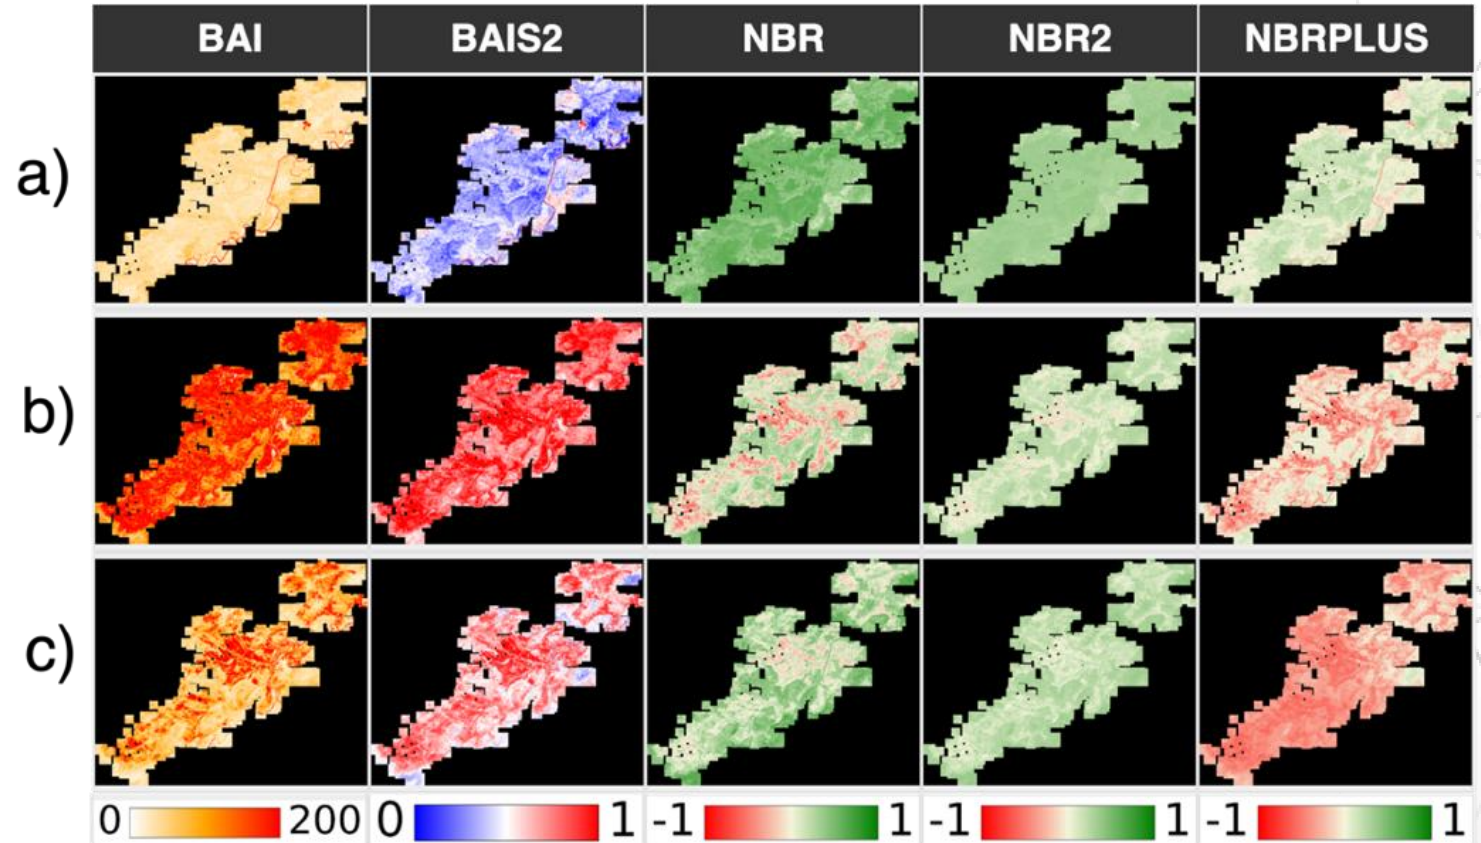 BAI BAIS2 NBR NBR2 NBRPLUS
a)
b)
c)
0 200 0 1 -1 1 -1 1 -1 1